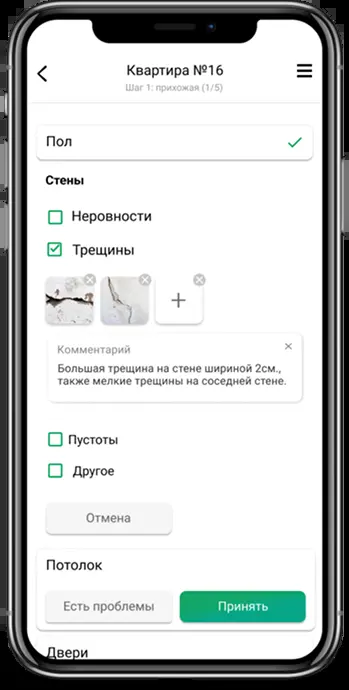 Квартира №16
Шаг 1: прихожая (1/5)
Пол
Стены
Неровности
Трещины
Комментарий
Большая трещина на стене шириной 2см.,
также мелкие трещины на соседней стене.
Пустоты
Другое
Отмена
Потолок
Есть проблемы
Принять
Двери